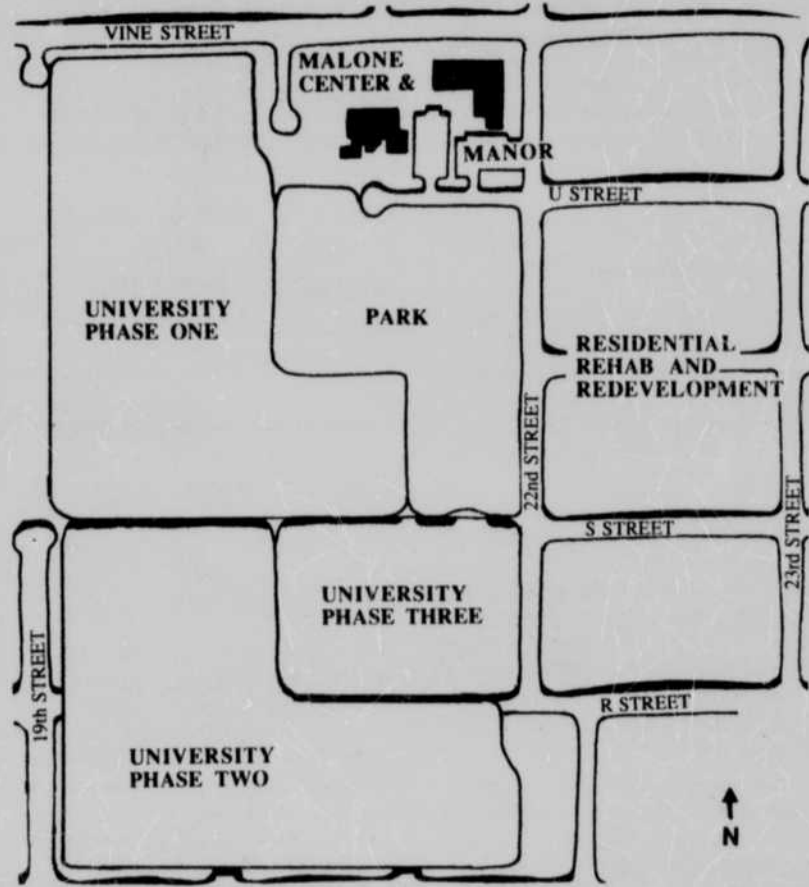 VINE STREET
MALONE
CENTER &
MANOR
U STREET
UNIVERSITY
PHASE ONE
PARK
RESIDENTIAL
REHAB AND
REDEVELOPMENT
22nd STREET
S STREET
23rd STREET
UNIVERSITY
PHASE THREE
19th STREET
R STREET
UNIVERSITY
PHASE TWO
N